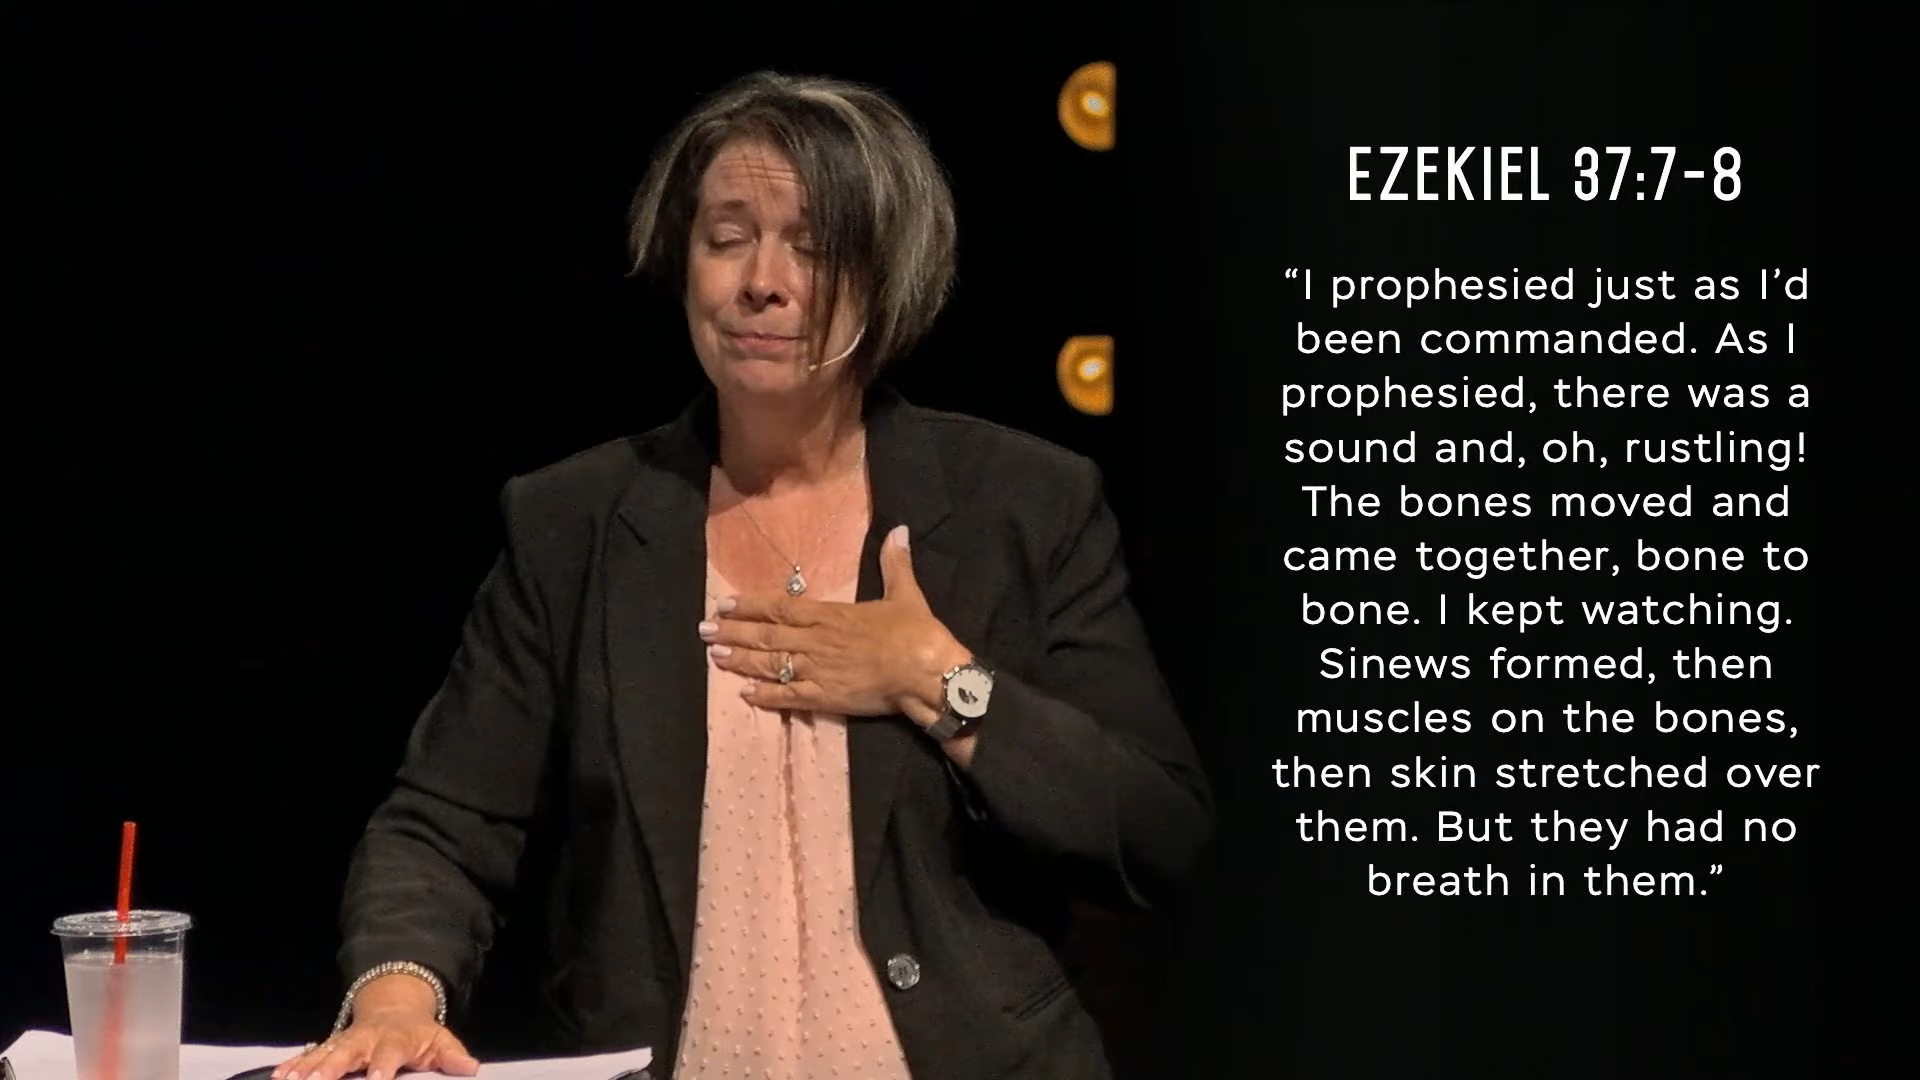 EZEKIEL 37:7-8
“I prophesied just as I’d
been commanded. As I
prophesied, there was a
sound and, oh, rustling!
The bones moved and
came together, bone to
bone. I kept watching.
Sinews formed, then
muscles on the bones,
then skin stretched over
them. But they had no
breath in them.”